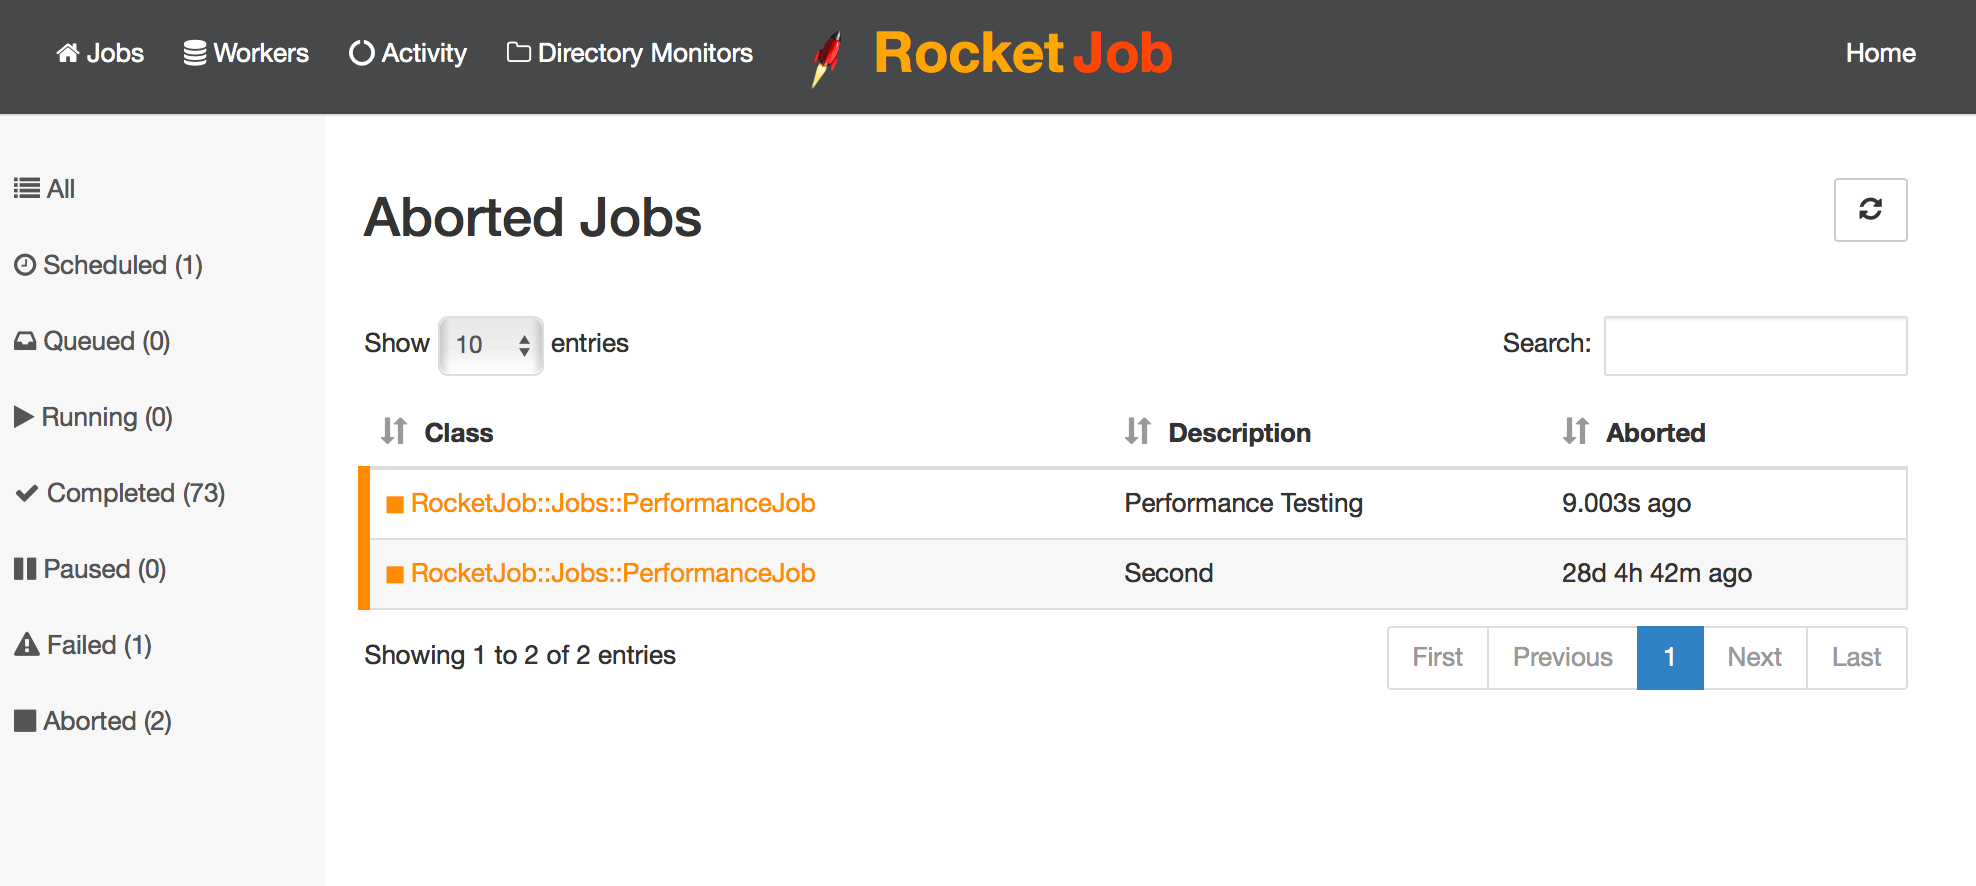 Jobs Workers Activity Directory Monitors Rocket Job Home
All
Scheduled (1)
Queued (0)
Running (0)
Completed (73)
Paused (0)
Failed (1)
Aborted (2)
Aborted Jobs
Show 10 entries Search:
Class Description Aborted
RocketJob::Jobs::PerformanceJob Performance Testing 9.003s ago
RocketJob::Jobs::PerformanceJob Second 28d 4h 42m ago
Showing 1 to 2 of 2 entries First Previous 1 Next Last